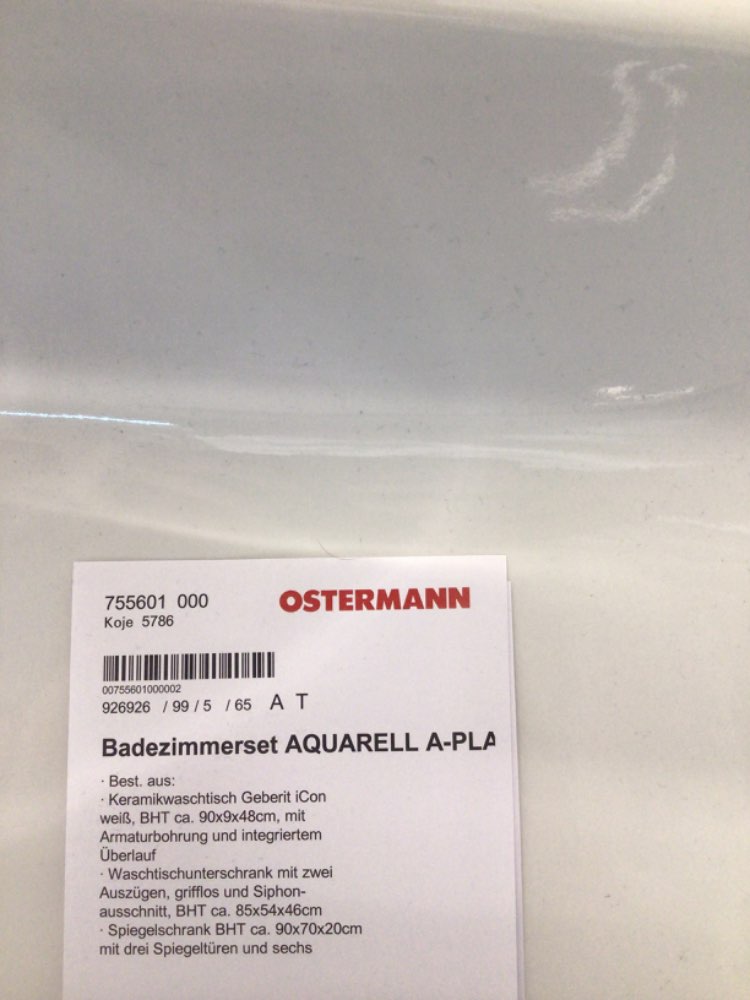 755601 000
OSTERMANN
Koje 5786
00755601000002
926926 / 99 / 5 / 65 A T
Badezimmerset AQUARELL A-PLA
· Best. aus:
· Keramikwaschtisch Geberit iCon
weiß, BHT ca. 90x9x48cm, mit
Armaturbohrung und integriertem
Überlauf
· Waschtischunterschrank mit zwei
Auszügen, grifflos und Siphon-
ausschnitt, BHT ca. 85x54x46cm
· Spiegelschrank BHT ca. 90x70x20cm
mit drei Spiegeltüren und sechs